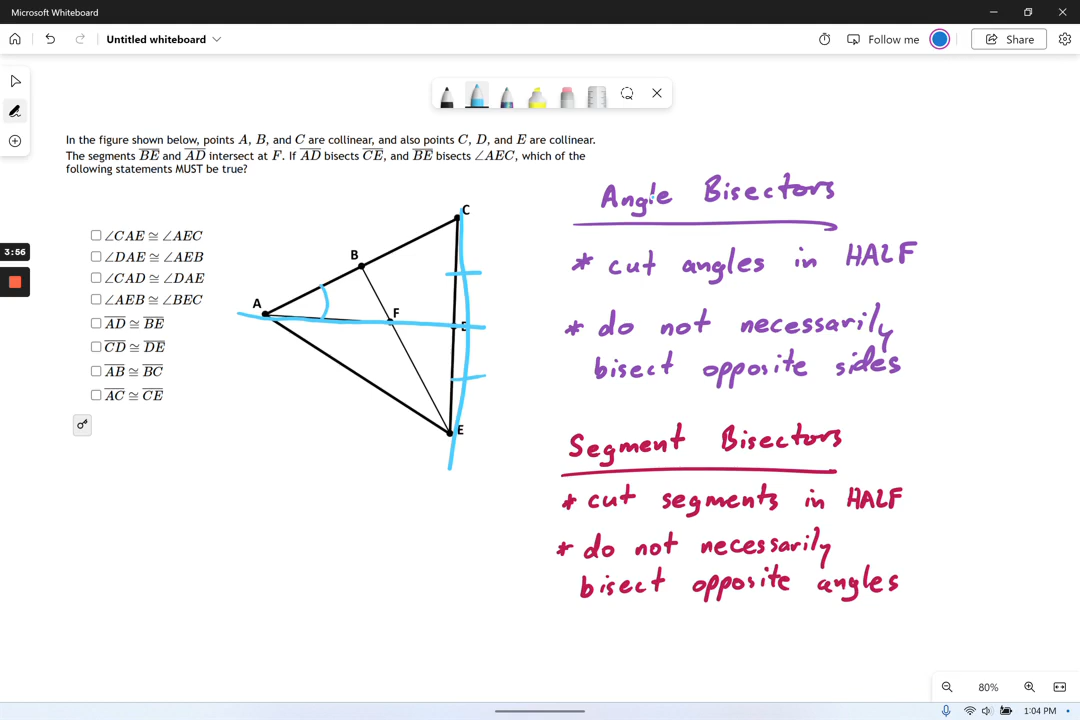 Microsoft Whiteboard
Untitled whiteboard
Follow me
Share
In the figure shown below, points A, B, and C are collinear, and also points C, D, and E are collinear.
The segments BE and AD intersect at F. If AD bisects CE, and BE bisects ∠AEC, which of the
following statements MUST be true?
3:56
∠CAE ≅ ∠AEC
∠DAE ≅ ∠AEB
∠CAD ≅ ∠DAE
∠AEB ≅ ∠BEC
AD ≅ BE
CD ≅ DE
AB ≅ BC
AC ≅ CE
C
B
A
F
E
Angle Bisectors
* cut angles in HALF
* do not necessarily
bisect opposite sides
Segment Bisectors
* cut segments in HALF
* do not necessarily
bisect opposite angles
80%
1:04 PM